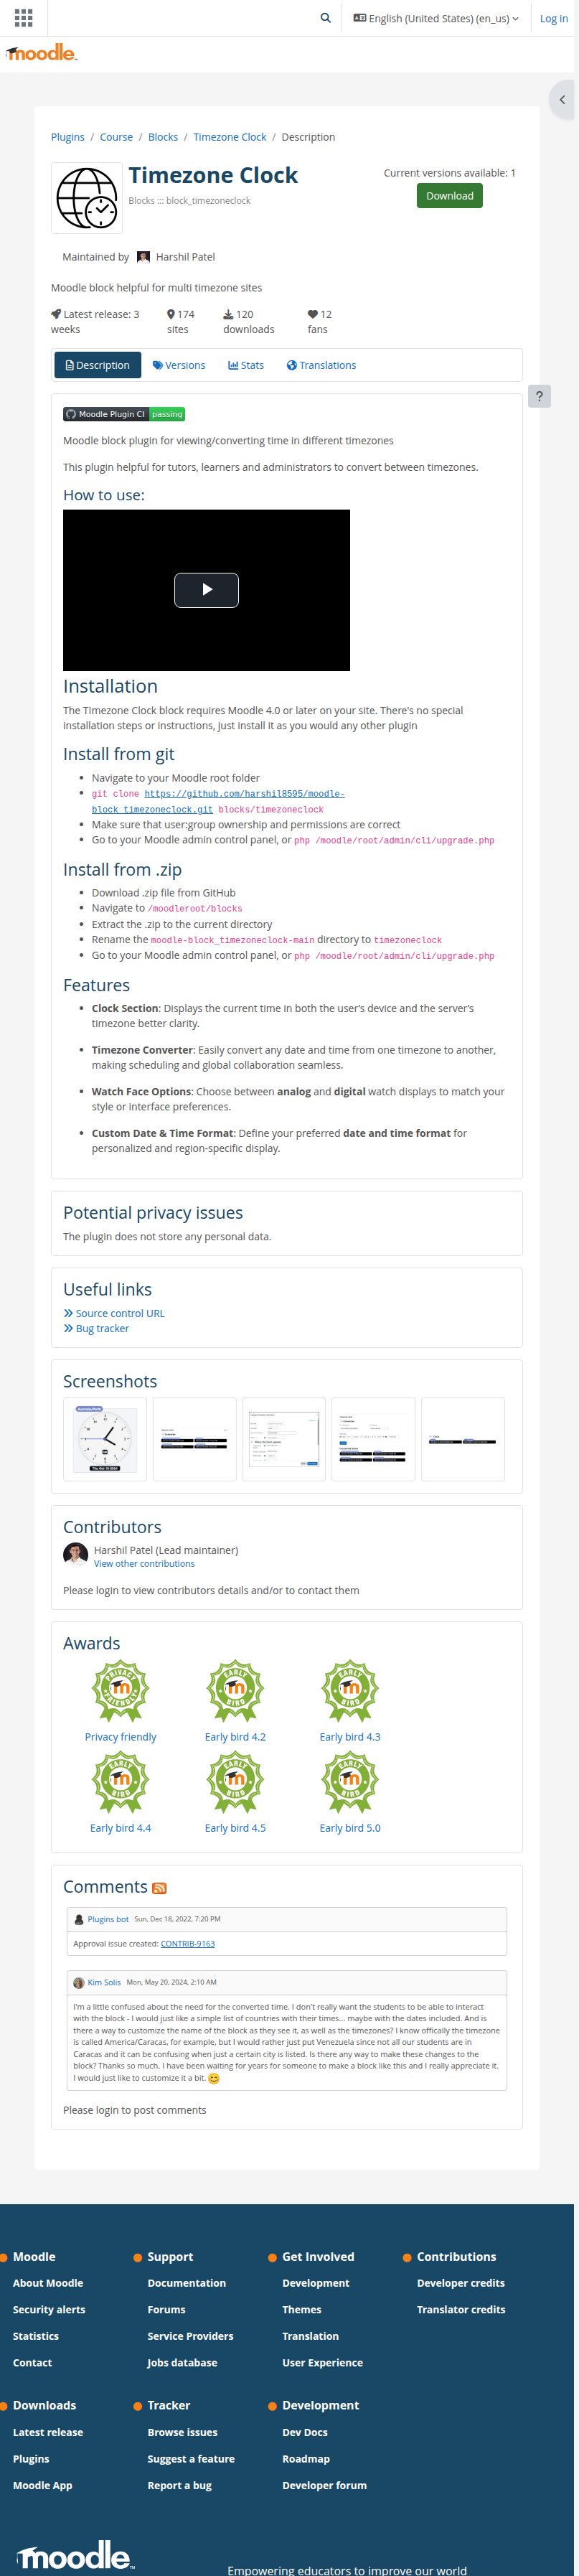 English (United States) (en_us)
Log in
moodle
Plugins / Course / Blocks / Timezone Clock / Description
Timezone Clock
Blocks ::: block_timezoneclock
Current versions available: 1
Download
Maintained by Harshil Patel
Moodle block helpful for multi timezone sites
Latest release: 3 weeks
174 sites
120 downloads
12 fans
Description
Versions
Stats
Translations
?
Moodle Plugin CI passing
Moodle block plugin for viewing/converting time in different timezones
This plugin helpful for tutors, learners and administrators to convert between timezones.
How to use:
Installation
The TImezone Clock block requires Moodle 4.0 or later on your site. There's no special
installation steps or instructions, just install it as you would any other plugin
Install from git
Navigate to your Moodle root folder
git clone https://github.com/harshil8595/moodle-
block_timezoneclock.git blocks/timezoneclock
Make sure that user:group ownership and permissions are correct
Go to your Moodle admin control panel, or php /moodle/root/admin/cli/upgrade.php
Install from .zip
Download .zip file from GitHub
Navigate to /moodleroot/blocks
Extract the .zip to the current directory
Rename the moodle-block_timezoneclock-main directory to timezoneclock
Go to your Moodle admin control panel, or php /moodle/root/admin/cli/upgrade.php
Features
Clock Section: Displays the current time in both the user's device and the server's
timezone better clarity.
Timezone Converter: Easily convert any date and time from one timezone to another,
making scheduling and global collaboration seamless.
Watch Face Options: Choose between analog and digital watch displays to match your
style or interface preferences.
Custom Date & Time Format: Define your preferred date and time format for
personalized and region-specific display.
Potential privacy issues
The plugin does not store any personal data.
Useful links
Source control URL
Bug tracker
Screenshots
Contributors
Harshil Patel (Lead maintainer)
View other contributions
Please login to view contributors details and/or to contact them
Awards
PRIVACY FRIENDLY
EARLY BIRD
EARLY BIRD
Privacy friendly
Early bird 4.2
Early bird 4.3
EARLY BIRD
EARLY BIRD
EARLY BIRD
Early bird 4.4
Early bird 4.5
Early bird 5.0
Comments
Plugins bot Sun, Dec 18, 2022, 7:20 PM
Approval issue created: CONTRIB-9163
Kim Solis Mon, May 20, 2024, 2:10 AM
I'm a little confused about the need for the converted time. I don't really want the students to be able to interact
with the block - I would just like a simple list of countries with their times... maybe with the dates included. And is
there a way to customize the name of the block as they see it, as well as the timezones? I know offically the timezone
is called America/Caracas, for example, but I would rather just put Venezuela since not all our students are in
Caracas and it can be confusing when just a certain city is listed. Is there any way to make these changes to the
block? Thanks so much. I have been waiting for years for someone to make a block like this and I really appreciate it.
I would just like to customize it a bit.
Please login to post comments
Moodle
About Moodle
Security alerts
Statistics
Contact
Support
Documentation
Forums
Service Providers
Jobs database
Get Involved
Development
Themes
Translation
User Experience
Contributions
Developer credits
Translator credits
Downloads
Latest release
Plugins
Moodle App
Tracker
Browse issues
Suggest a feature
Report a bug
Development
Dev Docs
Roadmap
Developer forum
moodle
Empowering educators to improve our world